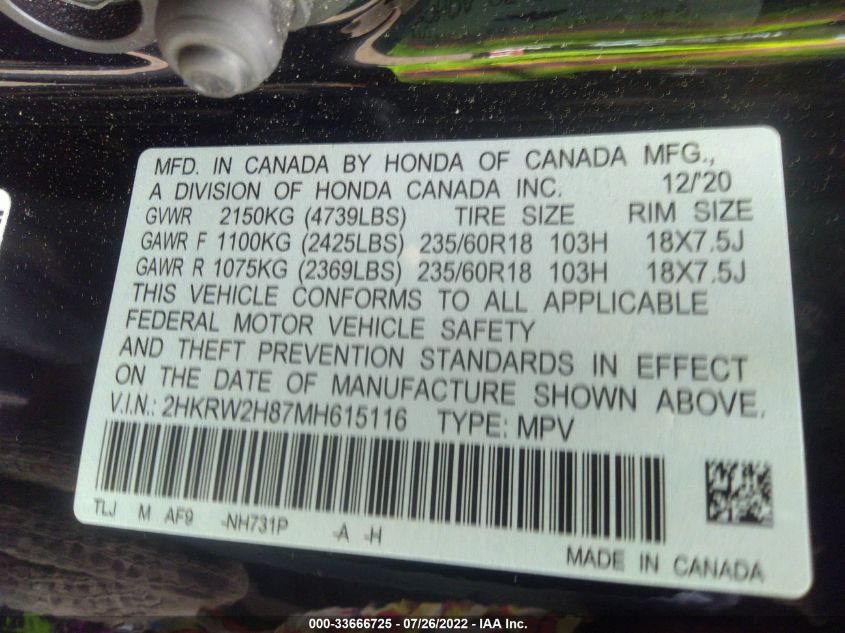 MFD. IN CANADA BY HONDA OF CANADA MFG.,
A DIVISION OF HONDA CANADA INC. 12/'20
GVWR 2150KG (4739LBS) TIRE SIZE RIM SIZE
GAWR F 1100KG (2425LBS) 235/60R18 103H 18X7.5J
GAWR R 1075KG (2369LBS) 235/60R18 103H 18X7.5J
THIS VEHICLE CONFORMS TO ALL APPLICABLE
FEDERAL MOTOR VEHICLE SAFETY
AND THEFT PREVENTION STANDARDS IN EFFECT
ON THE DATE OF MANUFACTURE SHOWN ABOVE.
V.I.N.: 2HKRW2H87MH615116 TYPE: MPV
TLJ M AF9 -NH731P -A -H
MADE IN CANADA
000-33666725 - 07/26/2022 - IAA Inc.